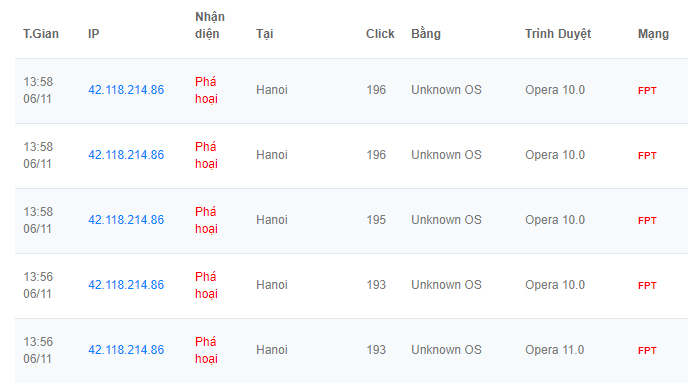 T.Gian IP Nhận diện Tại Click Bằng Trình Duyệt Mạng
13:58 06/11 42.118.214.86 Phá hoại Hanoi 196 Unknown OS Opera 10.0 FPT
13:58 06/11 42.118.214.86 Phá hoại Hanoi 196 Unknown OS Opera 10.0 FPT
13:58 06/11 42.118.214.86 Phá hoại Hanoi 195 Unknown OS Opera 10.0 FPT
13:56 06/11 42.118.214.86 Phá hoại Hanoi 193 Unknown OS Opera 10.0 FPT
13:56 06/11 42.118.214.86 Phá hoại Hanoi 193 Unknown OS Opera 11.0 FPT